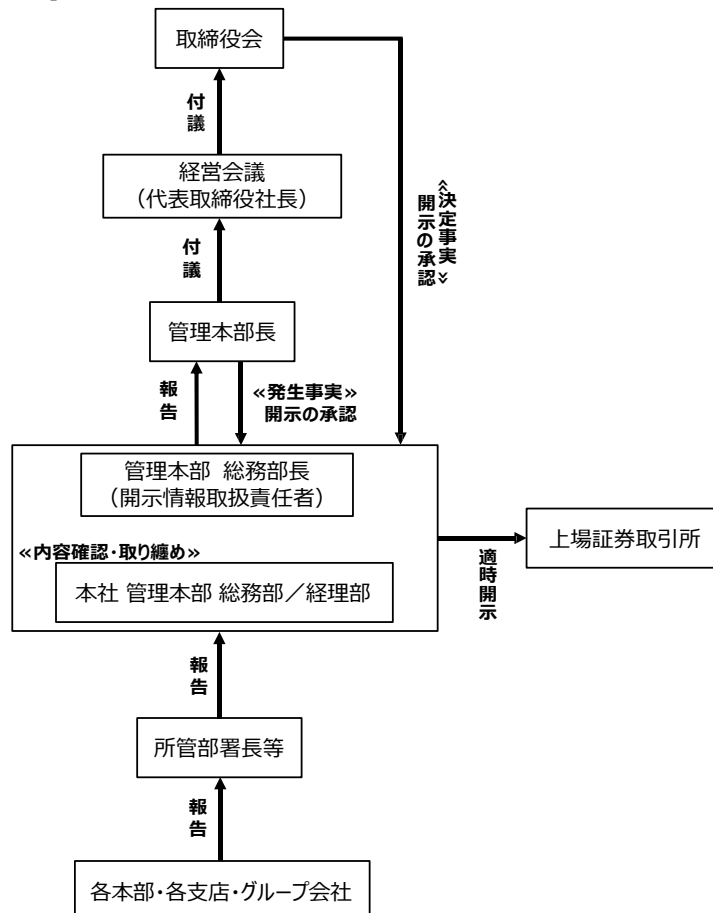 取締役会
付議
経営会議
(代表取締役社長)
≪決定事実≫
開示の承認
付議
管理本部長
報告
≪発生事実≫
開示の承認
管理本部 総務部長
(開示情報取扱責任者)
≪内容確認・取り纏め≫
本社 管理本部 総務部/経理部
適時開示
上場証券取引所
報告
所管部署長等
報告
各本部・各支店・グループ会社